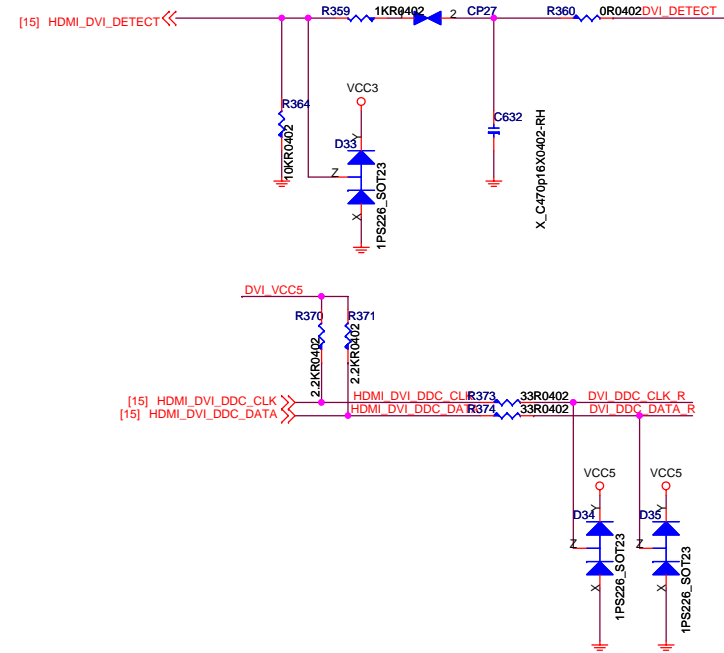 [15] HDMI_DVI_DETECT
R359
1KR0402
1
2
CP27
R360
0R0402
DVI_DETECT
R364
10KR0402
VCC3
D33
Y
Z
X
1PS226_SOT23
C632
X_C470p16X0402-RH
DVI_VCC5
R370
2.2KR0402
R371
2.2KR0402
[15] HDMI_DVI_DDC_CLK
HDMI_DVI_DDC_CLK
R373
33R0402
DVI_DDC_CLK_R
[15] HDMI_DVI_DDC_DATA
HDMI_DVI_DDC_DATA
R374
33R0402
DVI_DDC_DATA_R
VCC5
VCC5
D34
Y
Z
X
1PS226_SOT23
D35
Y
Z
X
1PS226_SOT23